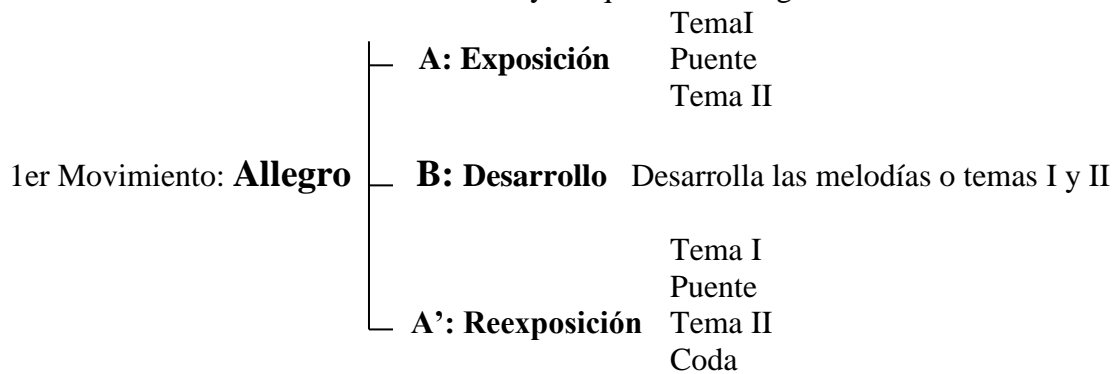 TemaI
A: Exposición Puente
Tema II
1er Movimiento: Allegro B: Desarrollo Desarrolla las melodías o temas I y II
Tema I
Puente
A’: Reexposición Tema II
Coda